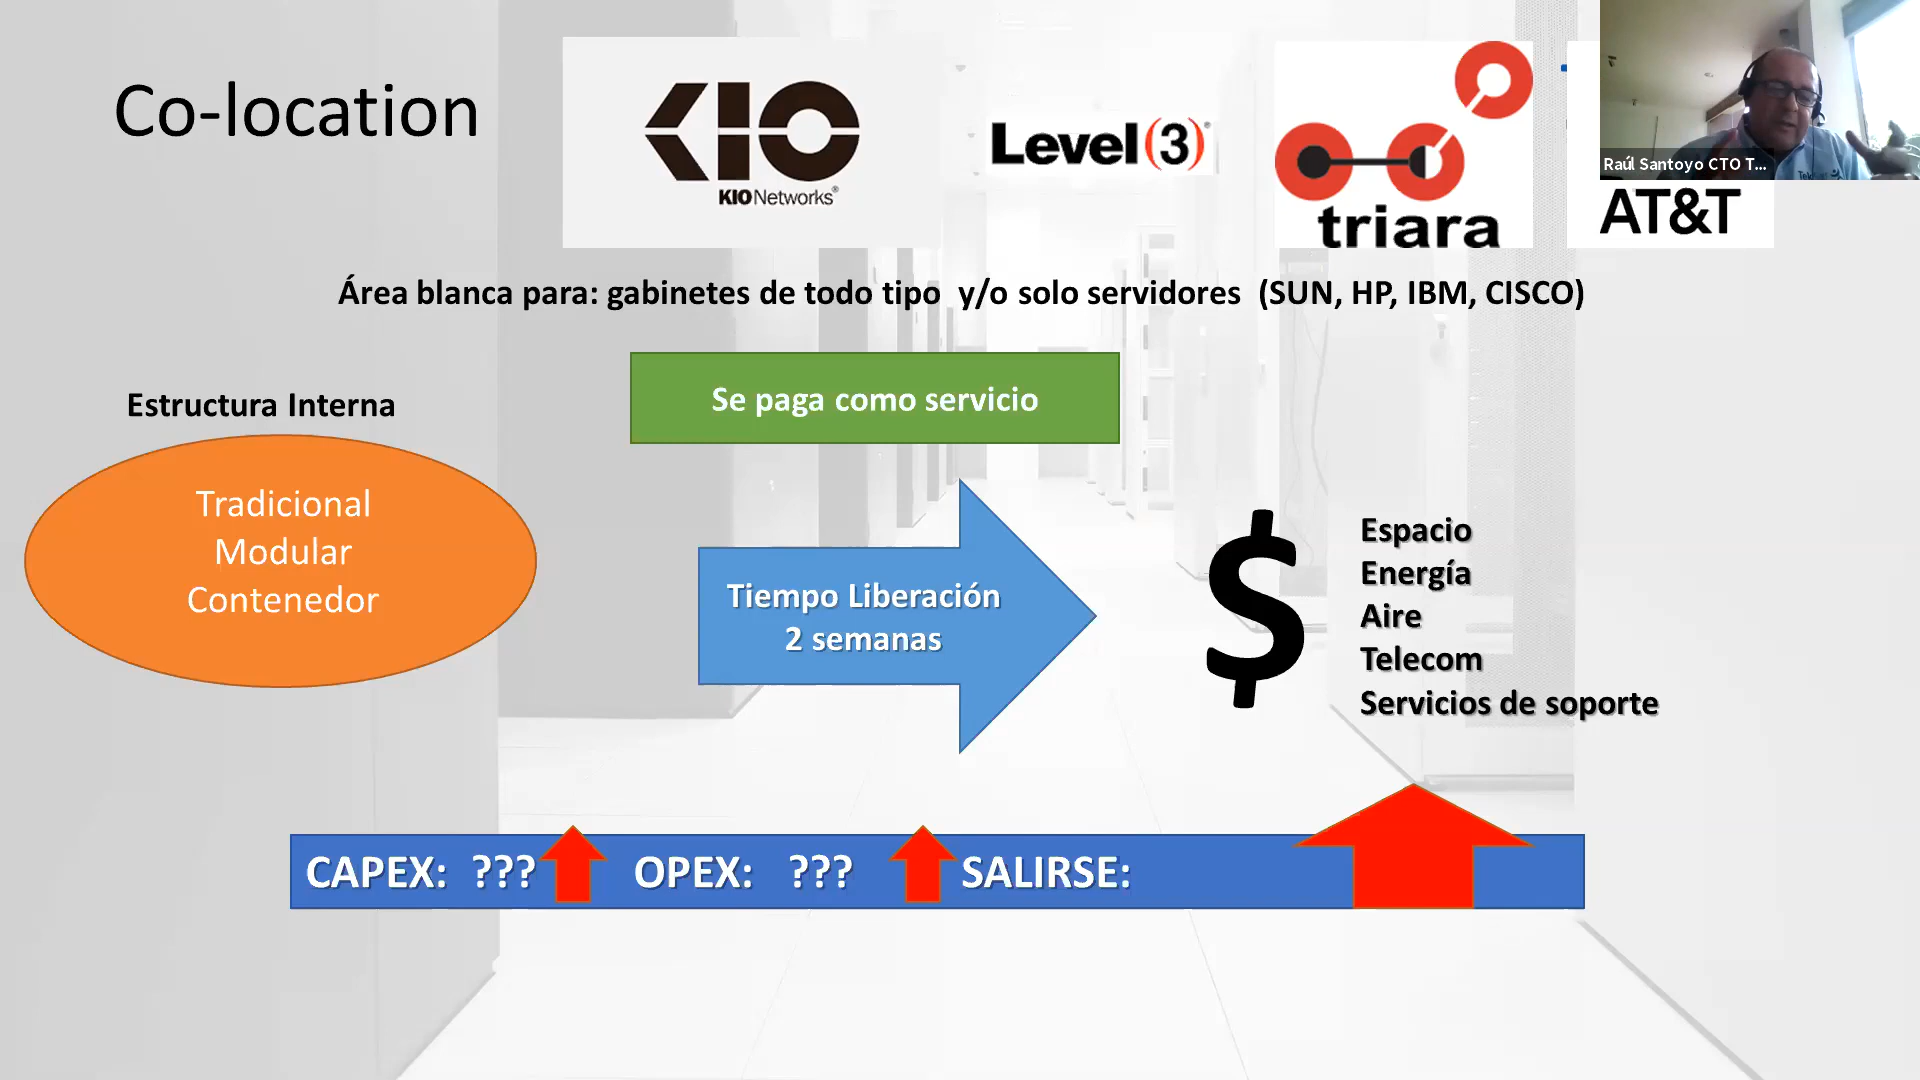 Co-location
KIO
KIO Networks®
Level (3)®
triara
AT&T
Raúl Santoyo CTO T...
Área blanca para: gabinetes de todo tipo y/o solo servidores (SUN, HP, IBM, CISCO)
Se paga como servicio
Estructura Interna
Tradicional
Modular
Contenedor
Tiempo Liberación
2 semanas
$
Espacio
Energía
Aire
Telecom
Servicios de soporte
CAPEX: ??? OPEX: ??? SALIRSE: